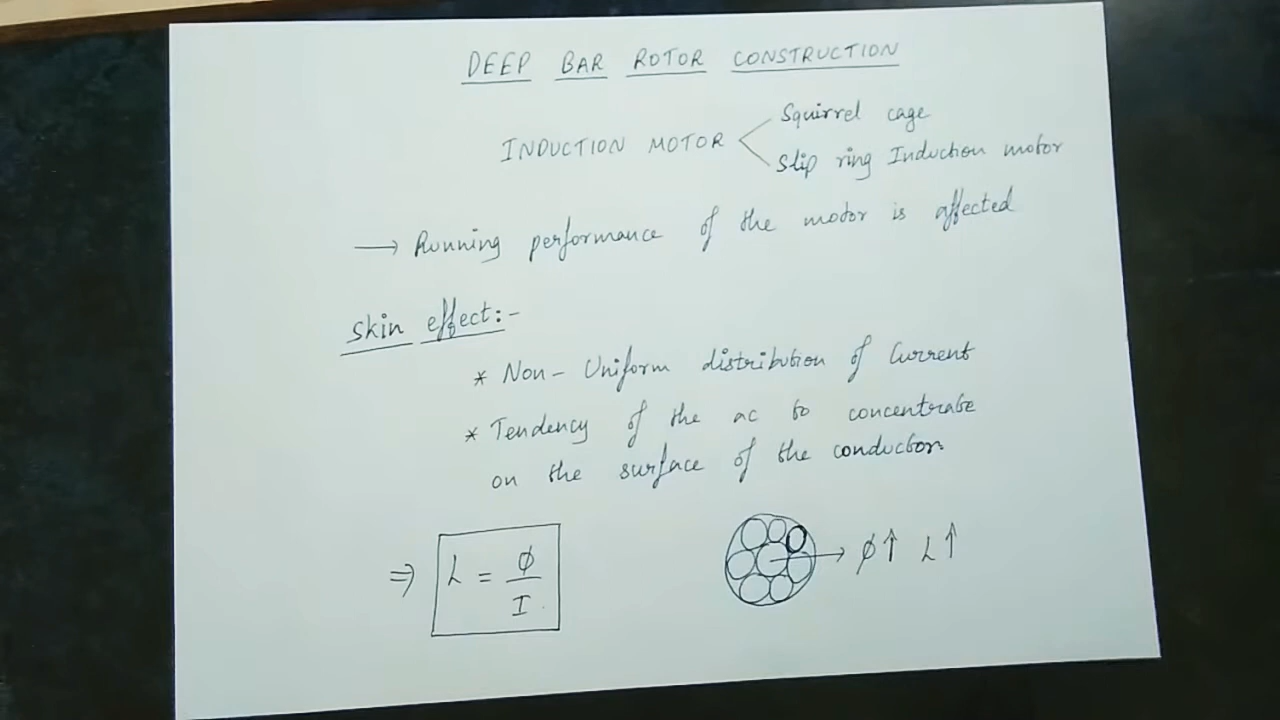 DEEP BAR ROTOR CONSTRUCTION
INDUCTION MOTOR
Squirrel cage
Slip ring Induction motor
→ Running performance of the motor is affected
Skin effect:-
* Non-Uniform distribution of Current
* Tendency of the ac to concentrate
on the surface of the conductor.
⇒ L = φ / I
φ↑ L↑